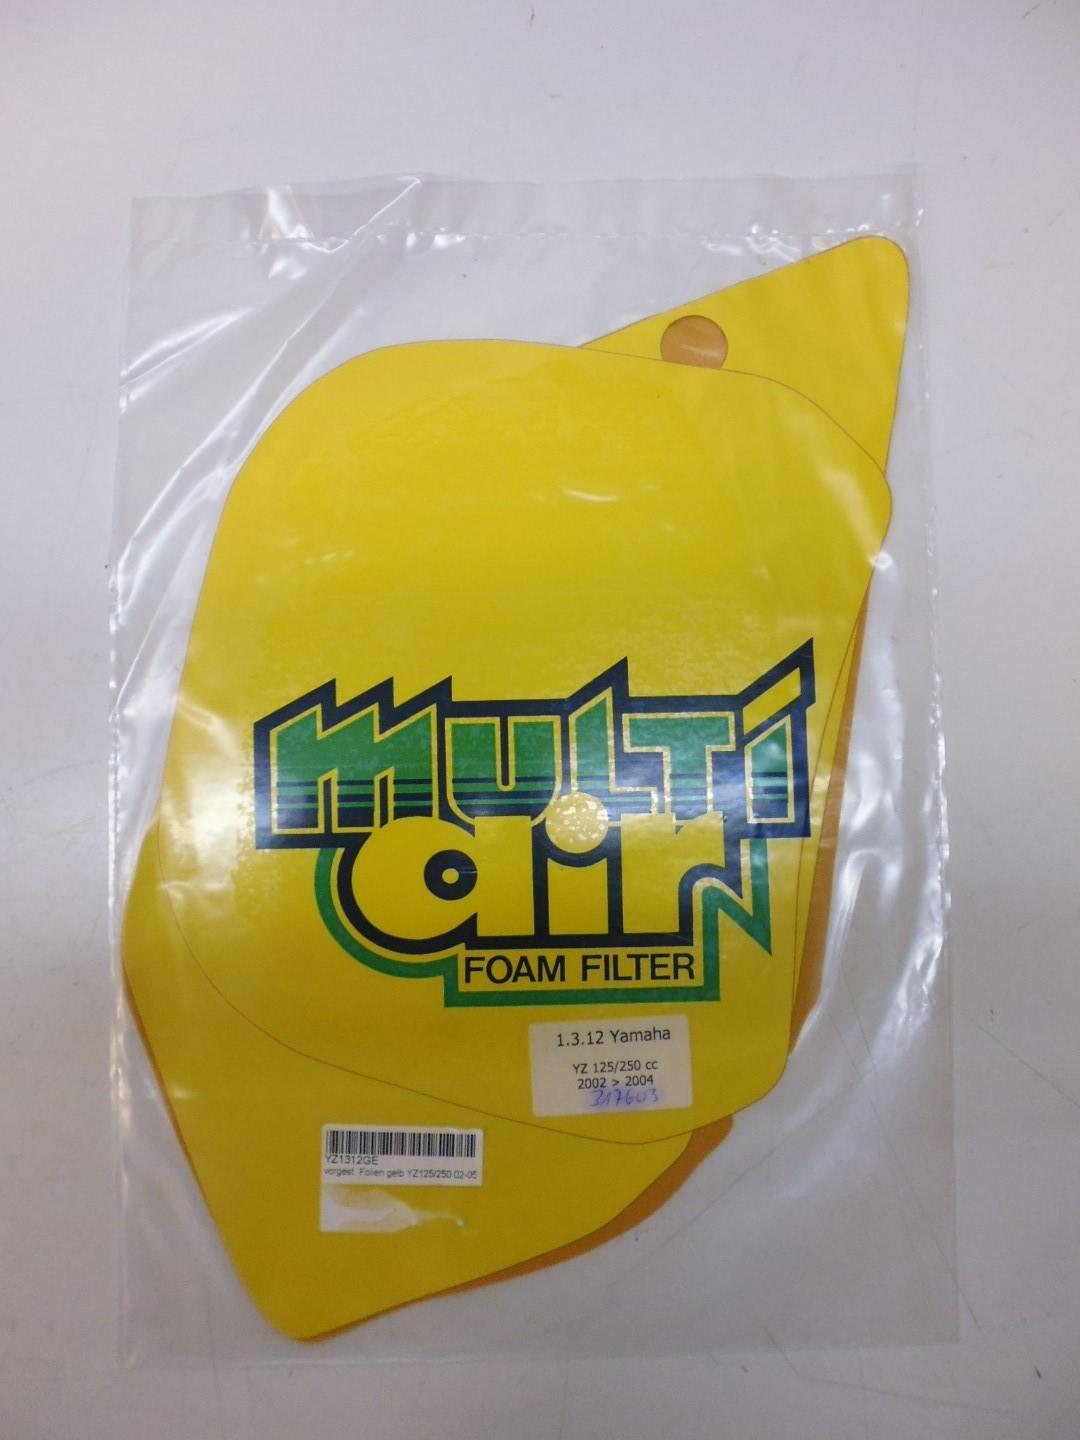 multi
air
FOAM FILTER
1.3.12 Yamaha
YZ 125/250 cc
2002 > 2004
317603
YZ1312GE
vorgest. Folien gelb YZ125/250 02-05